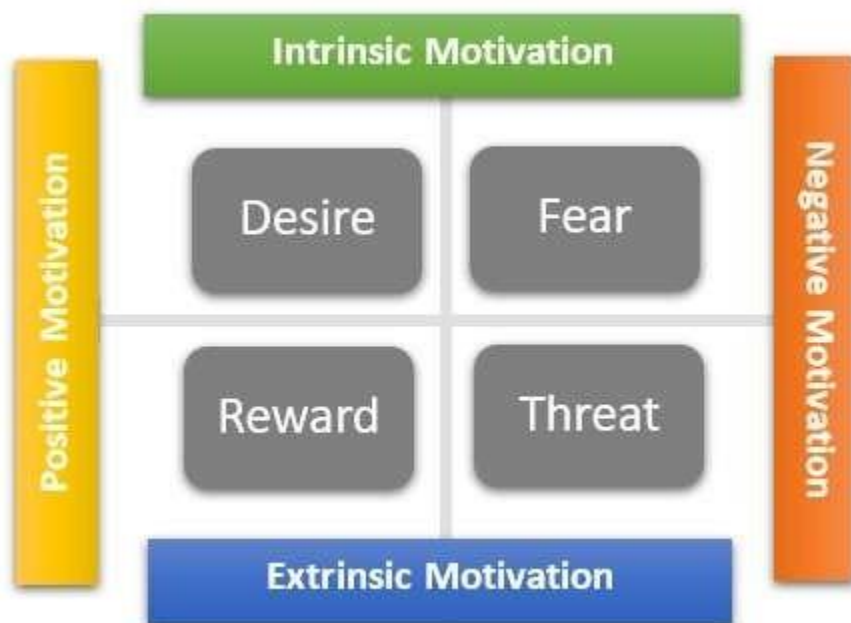 Intrinsic Motivation
Positive Motivation
Desire
Fear
Negative Motivation
Reward
Threat
Extrinsic Motivation